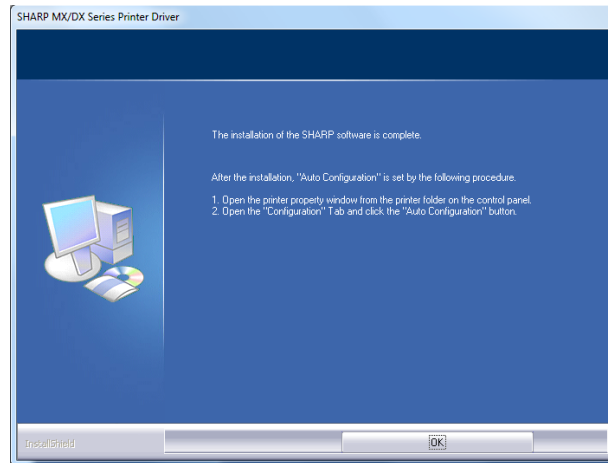 SHARP MX/DX Series Printer Driver
The installation of the SHARP software is complete.
After the installation, "Auto Configuration" is set by the following procedure.
1. Open the printer property window from the printer folder on the control panel.
2. Open the "Configuration" Tab and click the "Auto Configuration" button.
InstallShield
OK